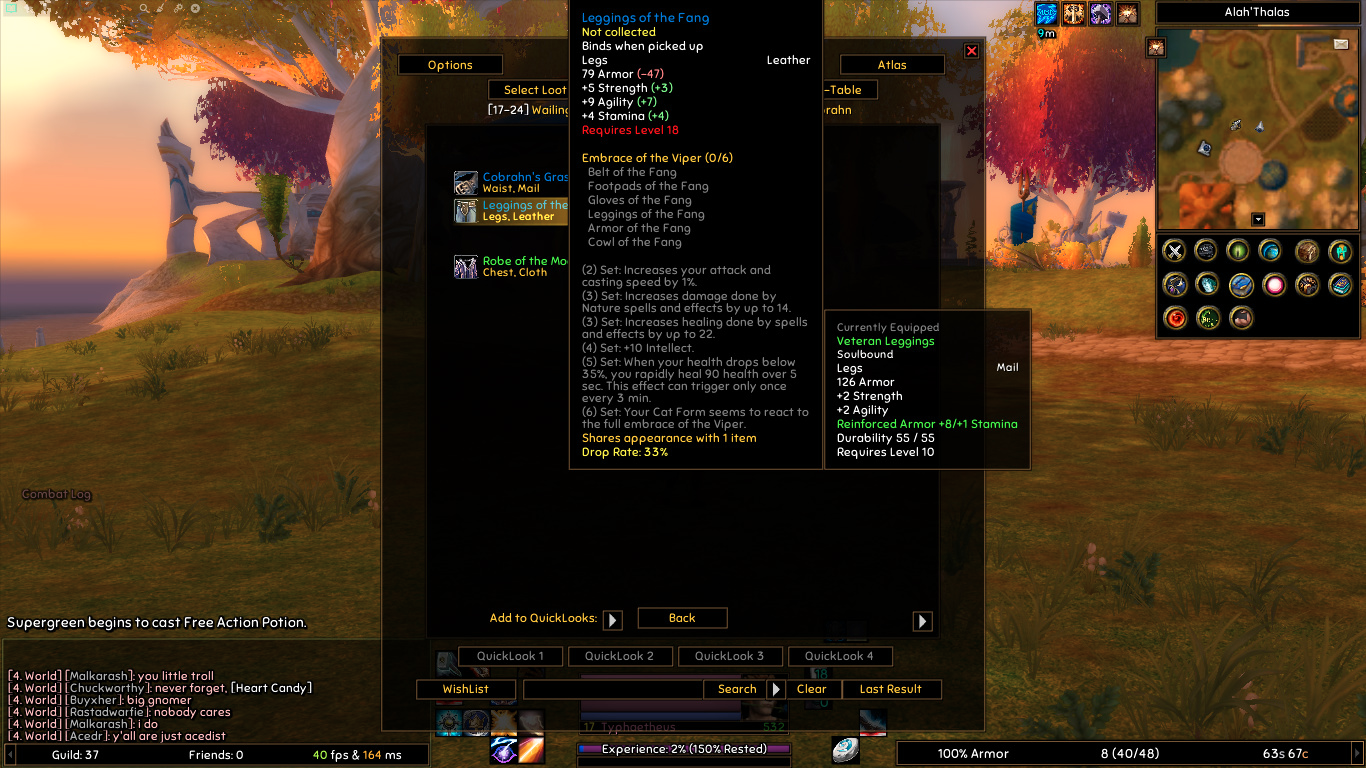 Options
Select Loot
[17-24] Wailing
Cobrahn's Gras
Waist, Mail
Leggings of the
Legs, Leather
Robe of the Mo
Chest, Cloth
Leggings of the Fang
Not collected
Binds when picked up
Legs Leather
79 Armor (-47)
+5 Strength (+3)
+9 Agility (+7)
+4 Stamina (+4)
Requires Level 18
Embrace of the Viper (0/6)
Belt of the Fang
Footpads of the Fang
Gloves of the Fang
Leggings of the Fang
Armor of the Fang
Cowl of the Fang
(2) Set: Increases your attack and
casting speed by 1%.
(3) Set: Increases damage done by
Nature spells and effects by up to 14.
(3) Set: Increases healing done by spells
and effects by up to 22.
(4) Set: +10 Intellect.
(5) Set: When your health drops below
35%, you rapidly heal 90 health over 5
sec. This effect can trigger only once
every 3 min.
(6) Set: Your Cat Form seems to react to
the full embrace of the Viper.
Shares appearance with 1 item
Drop Rate: 33%
Atlas
-Table
rahn
Currently Equipped
Veteran Leggings
Soulbound
Legs Mail
126 Armor
+2 Strength
+2 Agility
Reinforced Armor +8/+1 Stamina
Durability 55 / 55
Requires Level 10
9m
Alah'Thalas
Combat Log
Supergreen begins to cast Free Action Potion.
Add to QuickLooks: Back
QuickLook 1 QuickLook 2 QuickLook 3 QuickLook 4
WishList Search Clear Last Result
18
0
17 Typhaetheus 532
[4. World] [Malkarash]: you little troll
[4. World] [Chuckworthy]: never forget, [Heart Candy]
[4. World] [Buyxher]: big gnomer
[4. World] [Rastadwarfie]: nobody cares
[4. World] [Malkarash]: i do
[4. World] [Acedr]: y'all are just acedist
Guild: 37 Friends: 0 40 fps & 164 ms
Experience: 2% (150% Rested)
100% Armor 8 (40/48) 63s 67c